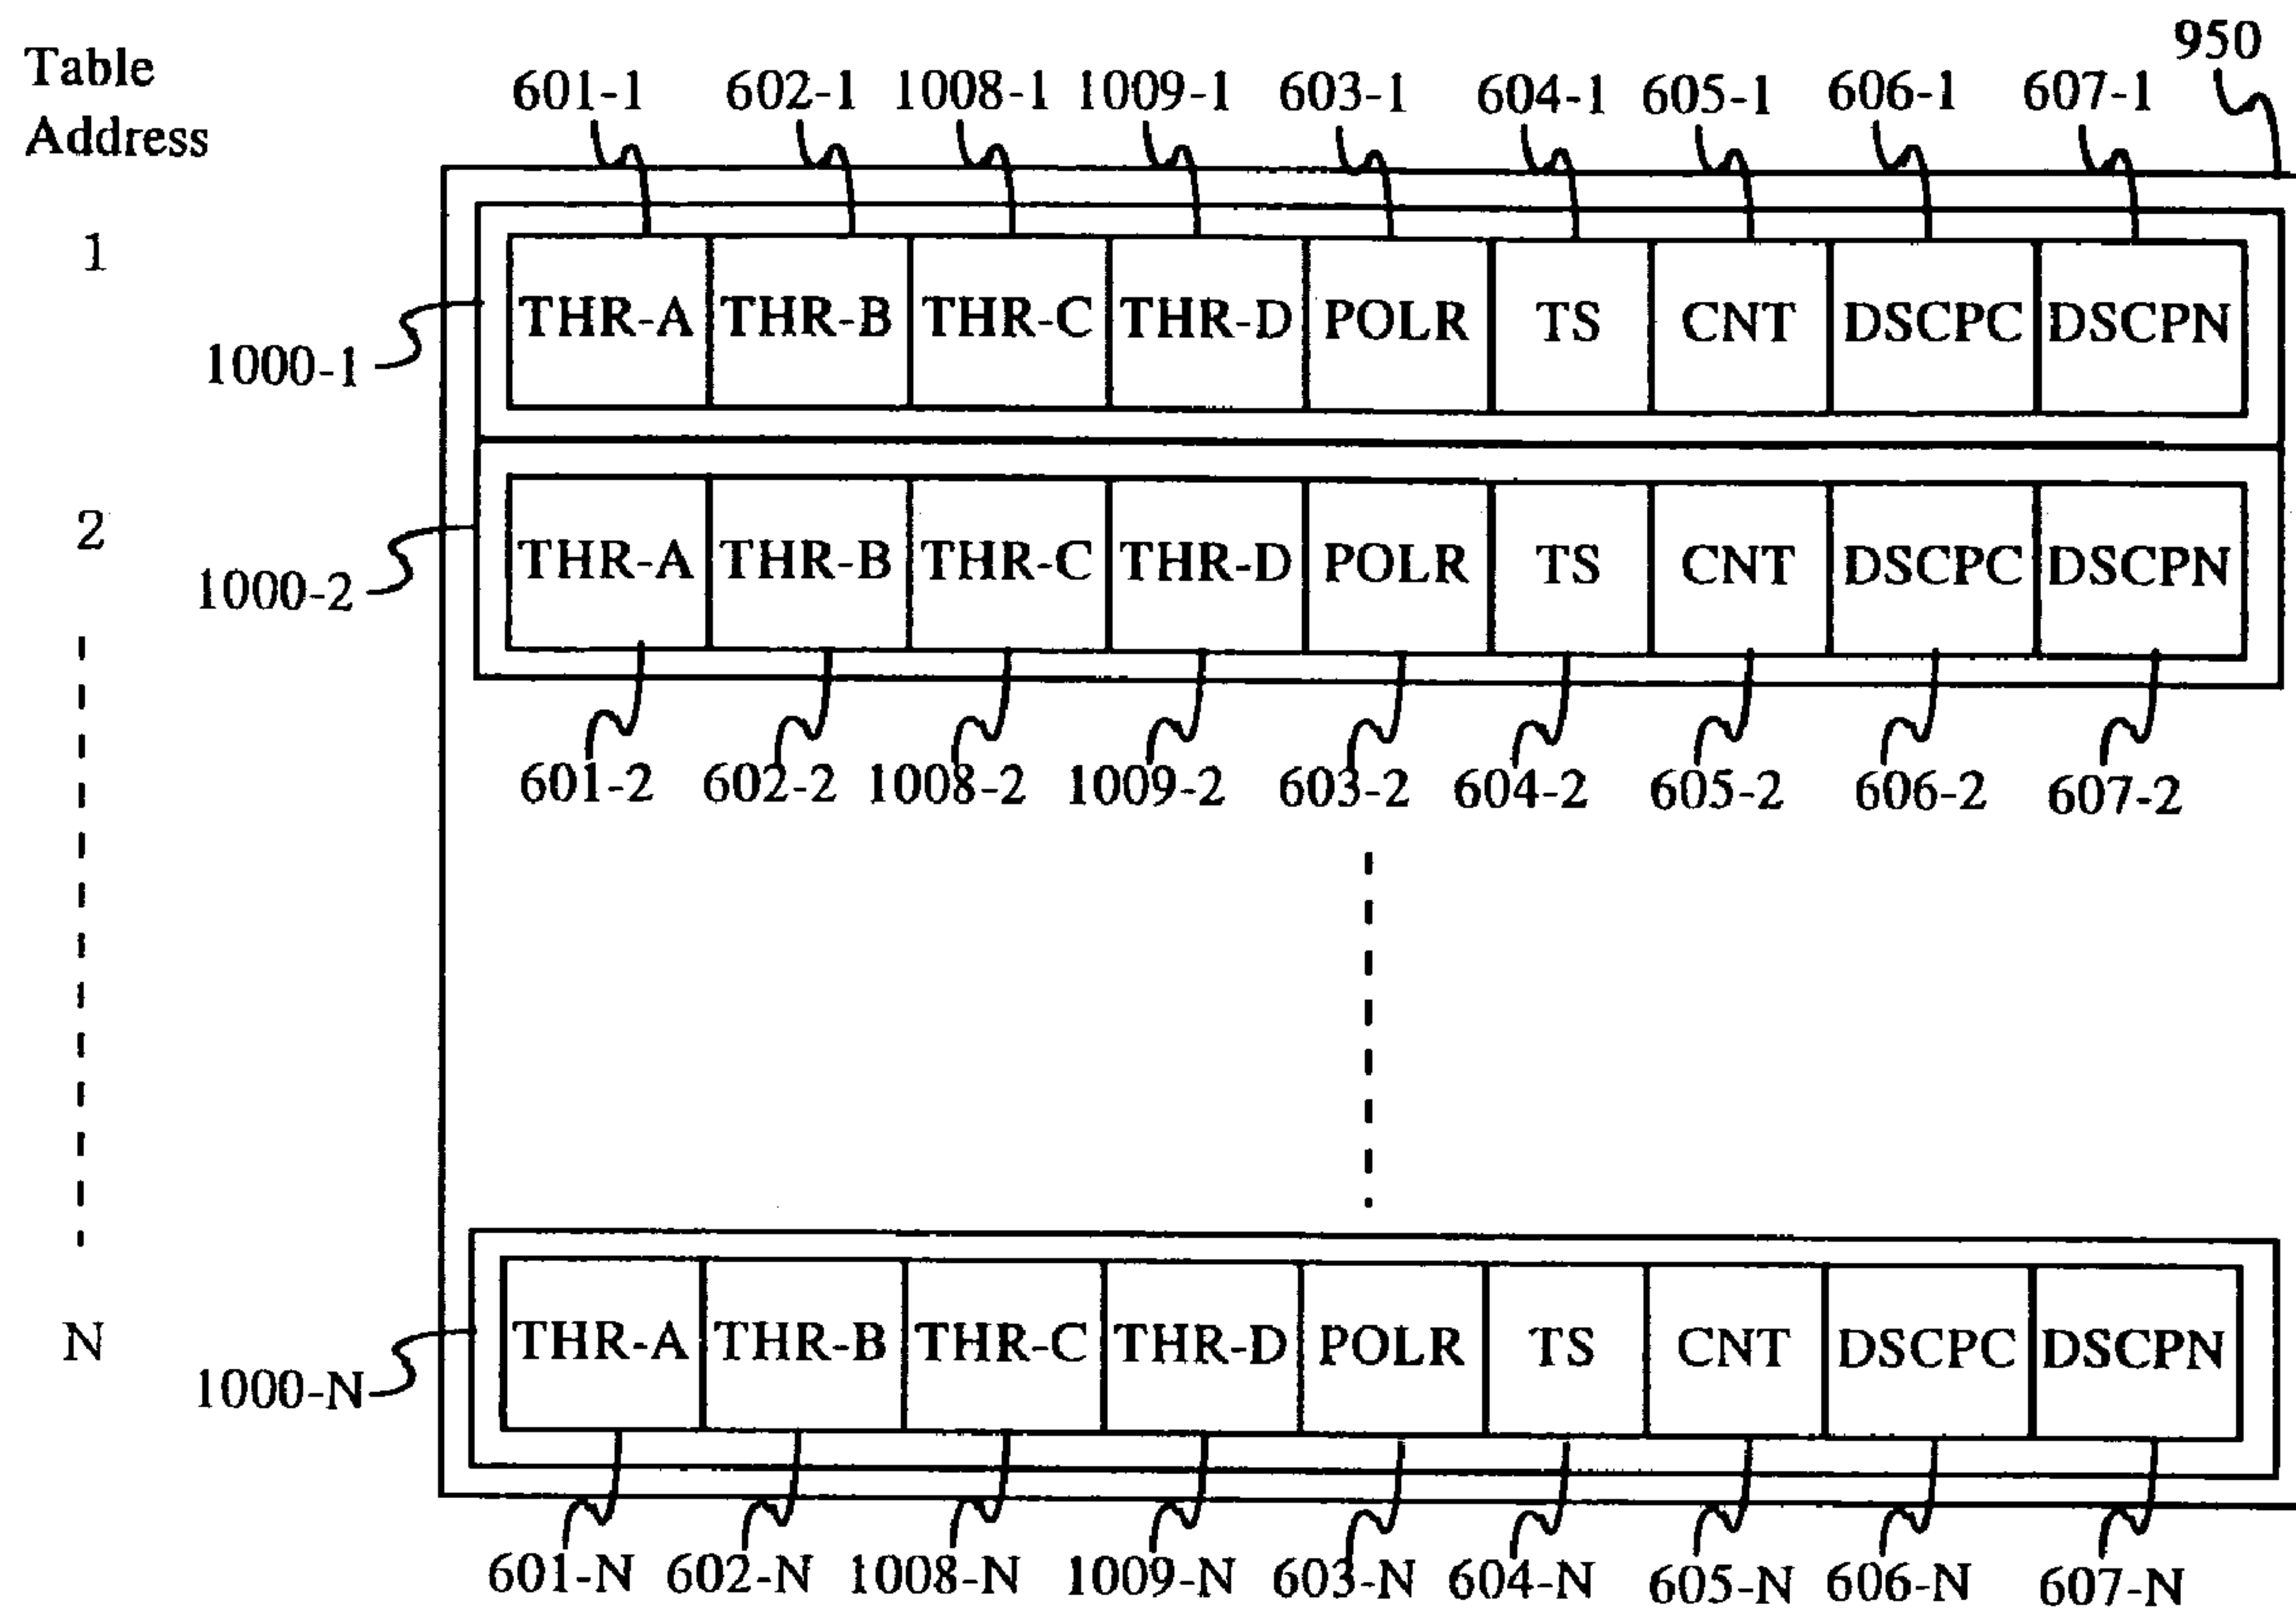 950
Table
Address
601-1 602-1 1008-1 1009-1 603-1 604-1 605-1 606-1 607-1
1
THR-A THR-B THR-C THR-D POLR TS CNT DSCPC DSCPN
1000-1
2
THR-A THR-B THR-C THR-D POLR TS CNT DSCPC DSCPN
1000-2
601-2 602-2 1008-2 1009-2 603-2 604-2 605-2 606-2 607-2
N
THR-A THR-B THR-C THR-D POLR TS CNT DSCPC DSCPN
1000-N
601-N 602-N 1008-N 1009-N 603-N 604-N 605-N 606-N 607-N